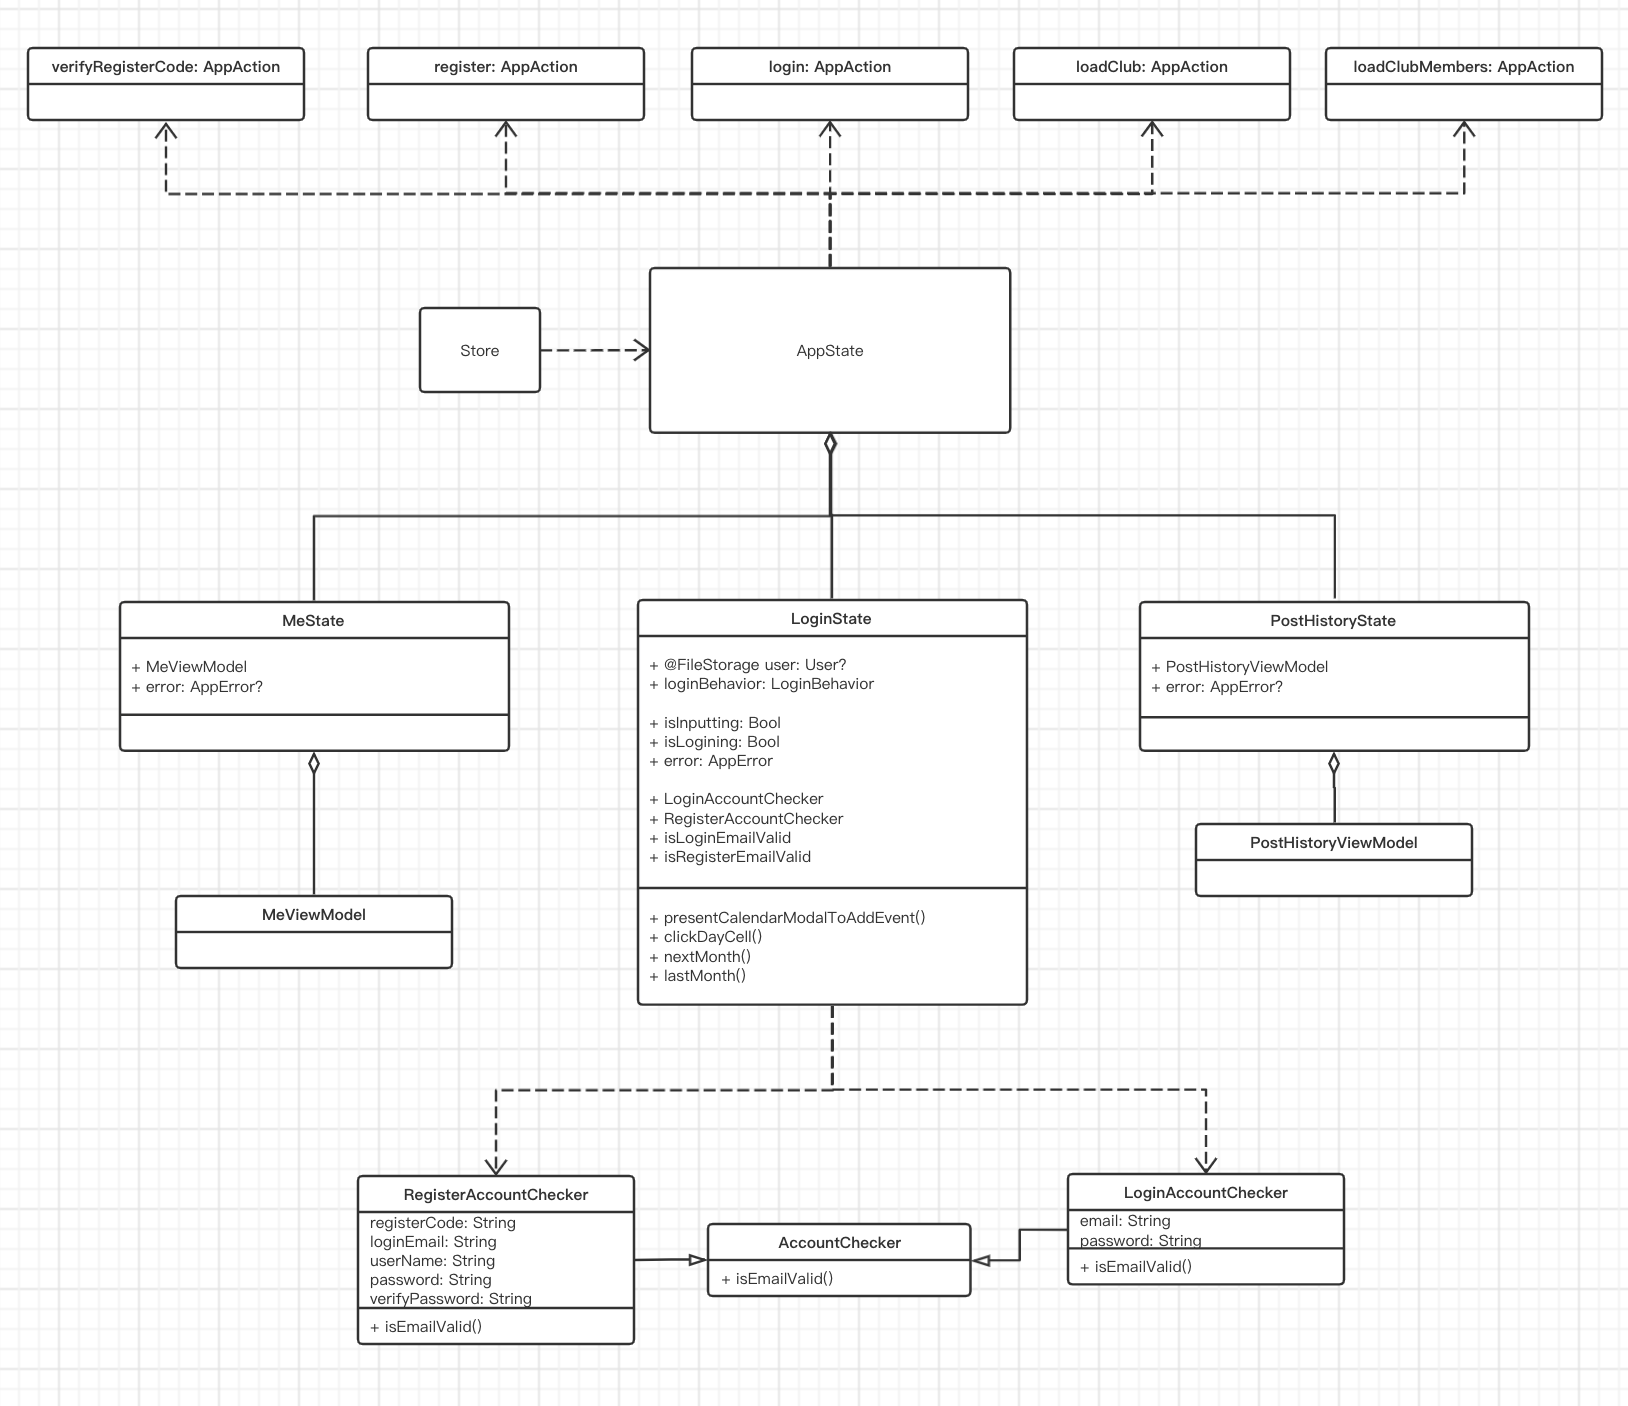 verifyRegisterCode: AppAction
register: AppAction
login: AppAction
loadClub: AppAction
loadClubMembers: AppAction
Store
AppState
MeState
+ MeViewModel
+ error: AppError?
LoginState
+ @FileStorage user: User?
+ loginBehavior: LoginBehavior
+ isInputting: Bool
+ isLogining: Bool
+ error: AppError
+ LoginAccountChecker
+ RegisterAccountChecker
+ isLoginEmailValid
+ isRegisterEmailValid
+ presentCalendarModalToAddEvent()
+ clickDayCell()
+ nextMonth()
+ lastMonth()
PostHistoryState
+ PostHistoryViewModel
+ error: AppError?
MeViewModel
PostHistoryViewModel
RegisterAccountChecker
registerCode: String
loginEmail: String
userName: String
password: String
verifyPassword: String
+ isEmailValid()
AccountChecker
+ isEmailValid()
LoginAccountChecker
email: String
password: String
+ isEmailValid()